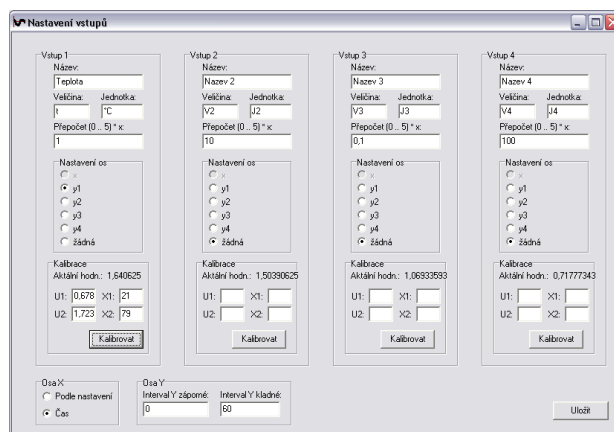 Nastavení vstupů
Vstup 1 Vstup 2 Vstup 3 Vstup 4
Název: Název: Název: Název:
Teplota Nazev 2 Nazev 3 Nazev 4
Veličina: Jednotka: Veličina: Jednotka: Veličina: Jednotka: Veličina: Jednotka:
t °C V2 J2 V3 J3 V4 J4
Přepočet (0 .. 5) * x: Přepočet (0 .. 5) * x: Přepočet (0 .. 5) * x: Přepočet (0 .. 5) * x:
1 10 0,1 100
Nastavení os Nastavení os Nastavení os Nastavení os
x x x x
y1 y1 y1 y1
y2 y2 y2 y2
y3 y3 y3 y3
y4 y4 y4 y4
žádná žádná žádná žádná
Kalibrace Kalibrace Kalibrace Kalibrace
Aktální hodn.: 1,640625 Aktální hodn.: 1,50390625 Aktální hodn.: 1,06933593 Aktální hodn.: 0,71777343
U1: 0,678 X1: 21 U1: X1: U1: X1: U1: X1:
U2: 1,723 X2: 79 U2: X2: U2: X2: U2: X2:
Kalibrovat Kalibrovat Kalibrovat Kalibrovat
Osa X Osa Y
Podle nastavení Interval Y záporné: Interval Y kladné:
Čas 0 60
Uložit